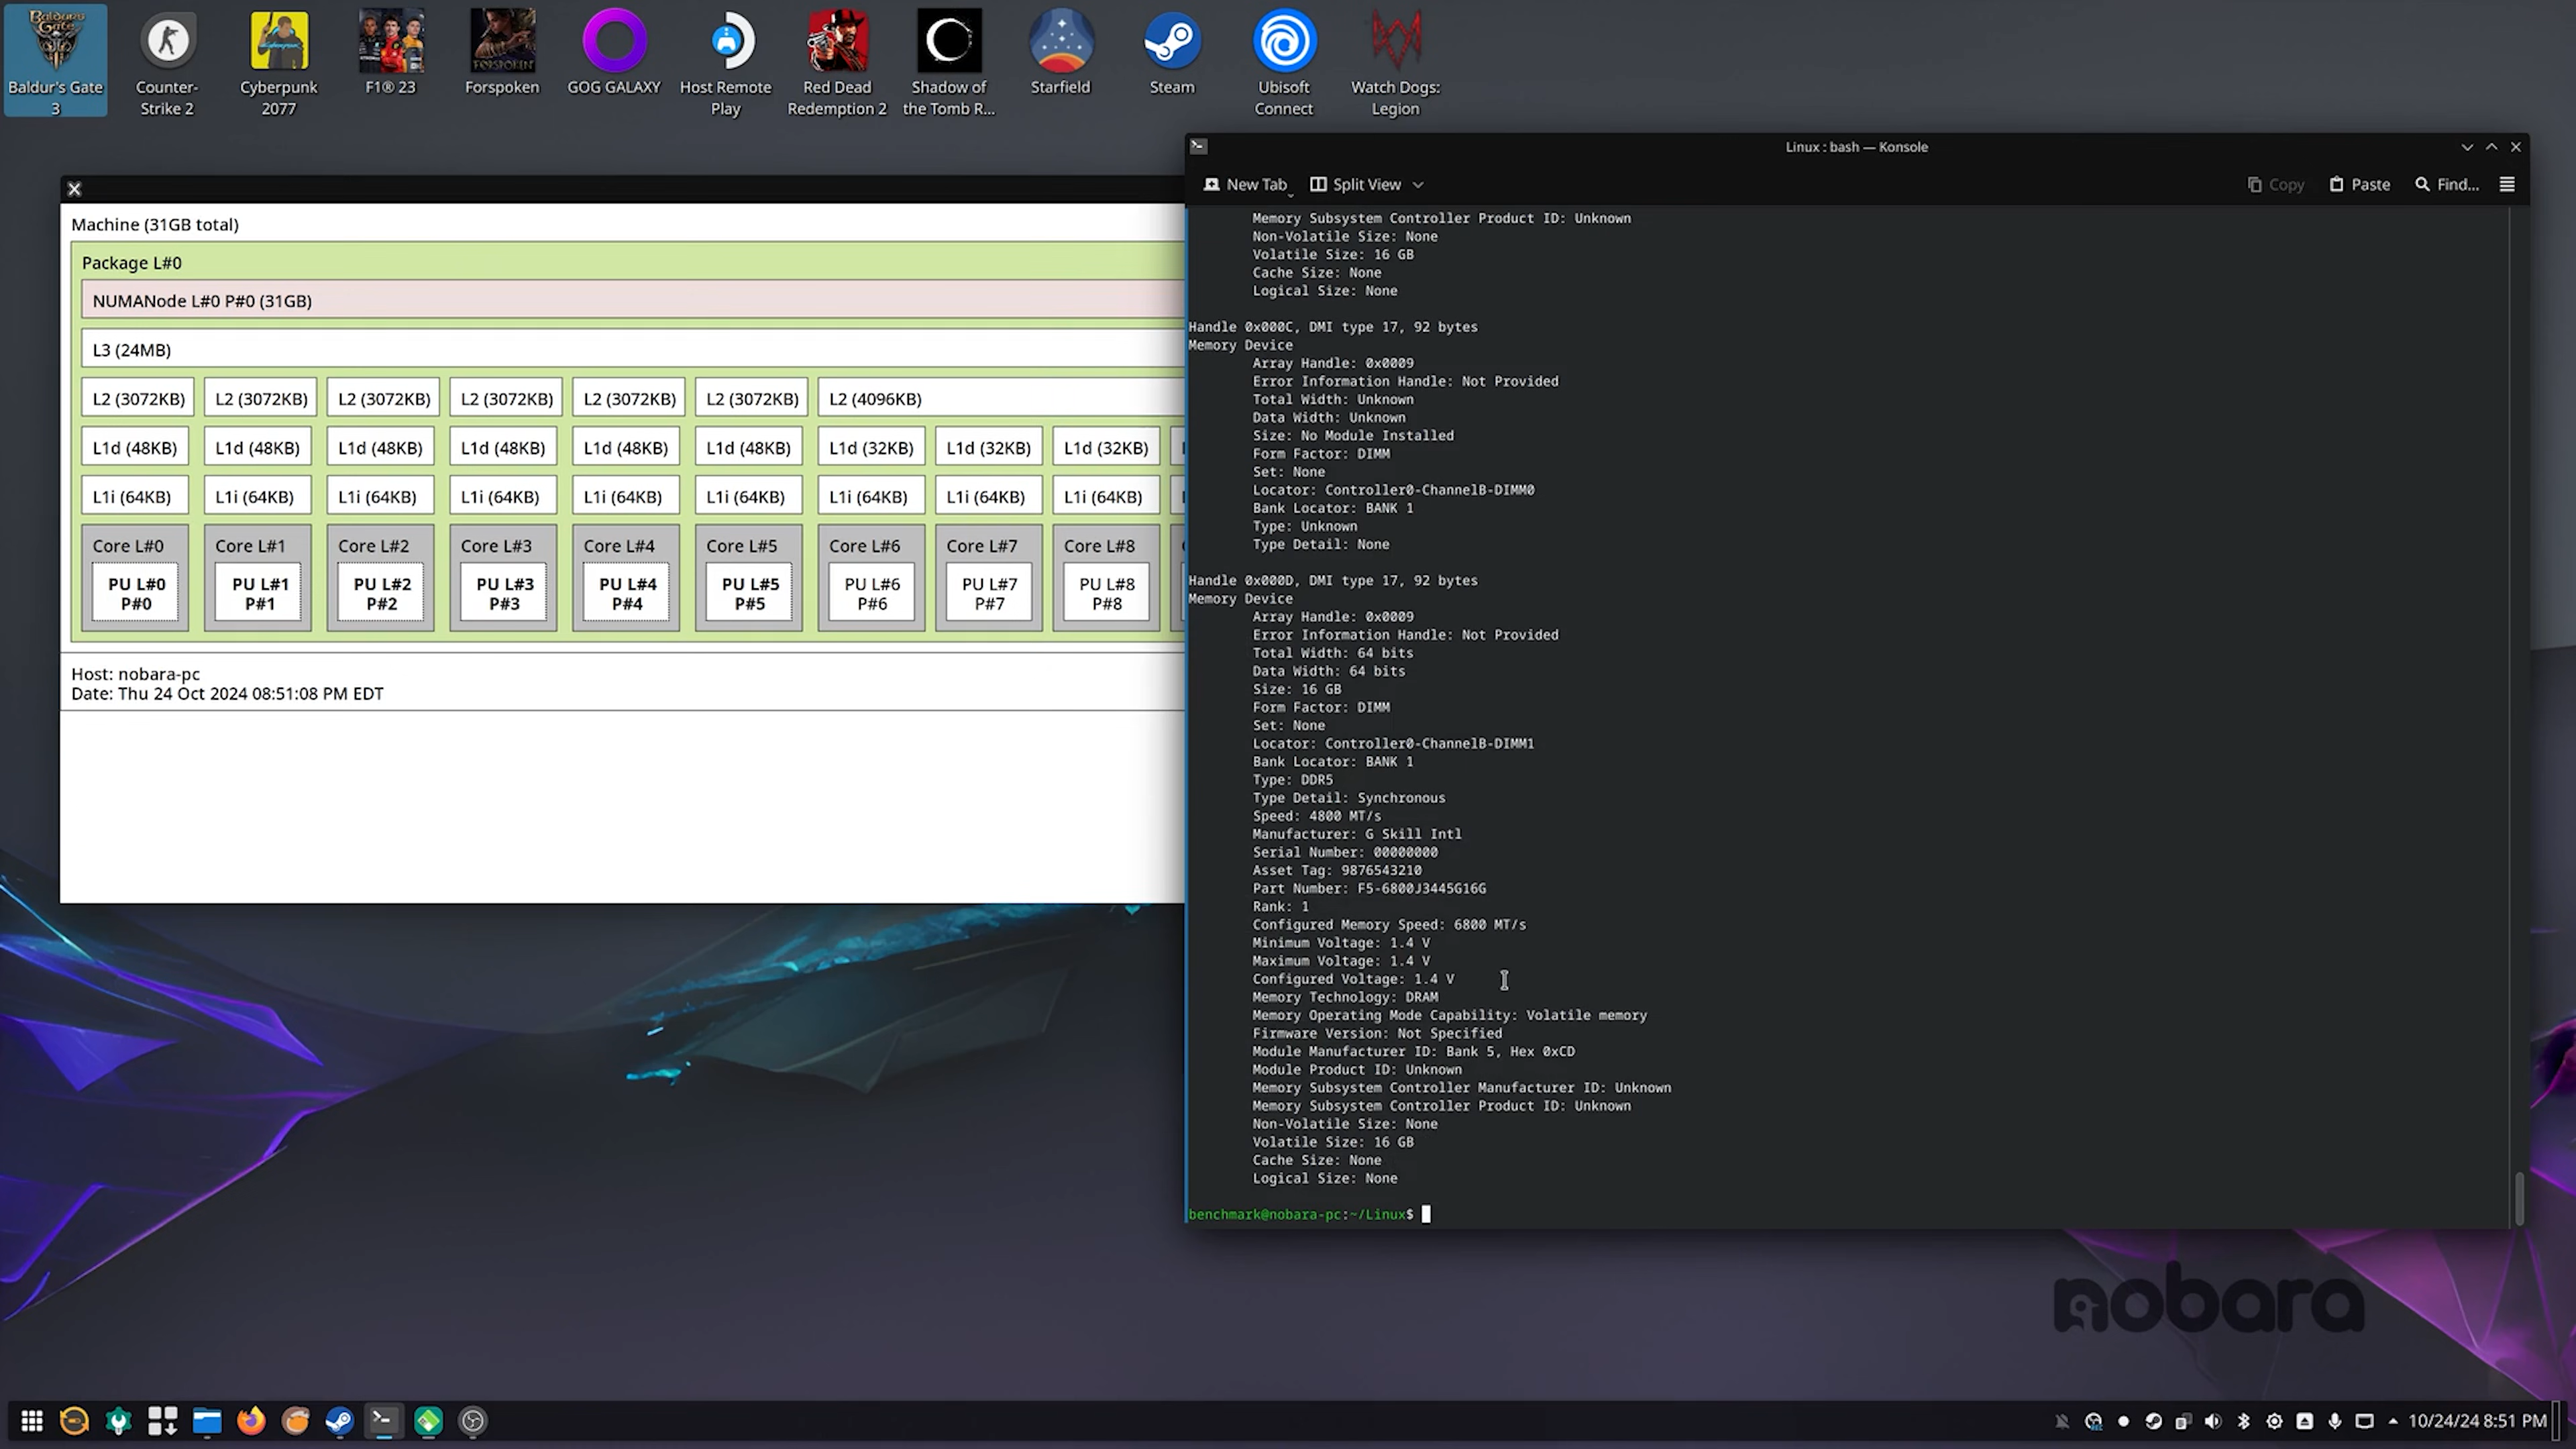 Baldur's Gate
3
Counter-
Strike 2
Cyberpunk
2077
F1® 23
Forspoken
GOG GALAXY
Host Remote
Play
Red Dead
Redemption 2
Shadow of
the Tomb R...
Starfield
Steam
Ubisoft
Connect
Watch Dogs:
Legion
Machine (31GB total)
Package L#0
NUMANode L#0 P#0 (31GB)
L3 (24MB)
L2 (3072KB) L2 (3072KB) L2 (3072KB) L2 (3072KB) L2 (3072KB) L2 (3072KB) L2 (4096KB)
L1d (48KB) L1d (48KB) L1d (48KB) L1d (48KB) L1d (48KB) L1d (48KB) L1d (32KB) L1d (32KB) L1d (32KB)
L1i (64KB) L1i (64KB) L1i (64KB) L1i (64KB) L1i (64KB) L1i (64KB) L1i (64KB) L1i (64KB) L1i (64KB)
Core L#0 Core L#1 Core L#2 Core L#3 Core L#4 Core L#5 Core L#6 Core L#7 Core L#8
PU L#0 PU L#1 PU L#2 PU L#3 PU L#4 PU L#5 PU L#6 PU L#7 PU L#8
P#0 P#1 P#2 P#3 P#4 P#5 P#6 P#7 P#8
Host: nobara-pc
Date: Thu 24 Oct 2024 08:51:08 PM EDT
Linux : bash — Konsole
New Tab Split View Copy Paste Find...
Memory Subsystem Controller Product ID: Unknown
Non-Volatile Size: None
Volatile Size: 16 GB
Cache Size: None
Logical Size: None
Handle 0x000C, DMI type 17, 92 bytes
Memory Device
Array Handle: 0x0009
Error Information Handle: Not Provided
Total Width: Unknown
Data Width: Unknown
Size: No Module Installed
Form Factor: DIMM
Set: None
Locator: Controller0-ChannelB-DIMM0
Bank Locator: BANK 1
Type: Unknown
Type Detail: None
Handle 0x000D, DMI type 17, 92 bytes
Memory Device
Array Handle: 0x0009
Error Information Handle: Not Provided
Total Width: 64 bits
Data Width: 64 bits
Size: 16 GB
Form Factor: DIMM
Set: None
Locator: Controller0-ChannelB-DIMM1
Bank Locator: BANK 1
Type: DDR5
Type Detail: Synchronous
Speed: 4800 MT/s
Manufacturer: G Skill Intl
Serial Number: 00000000
Asset Tag: 9876543210
Part Number: F5-6800J3445G16G
Rank: 1
Configured Memory Speed: 6800 MT/s
Minimum Voltage: 1.4 V
Maximum Voltage: 1.4 V
Configured Voltage: 1.4 V
Memory Technology: DRAM
Memory Operating Mode Capability: Volatile memory
Firmware Version: Not Specified
Module Manufacturer ID: Bank 5, Hex 0xCD
Module Product ID: Unknown
Memory Subsystem Controller Manufacturer ID: Unknown
Memory Subsystem Controller Product ID: Unknown
Non-Volatile Size: None
Volatile Size: 16 GB
Cache Size: None
Logical Size: None
benchmark@nobara-pc:~/Linux$
nobara
10/24/24 8:51 PM